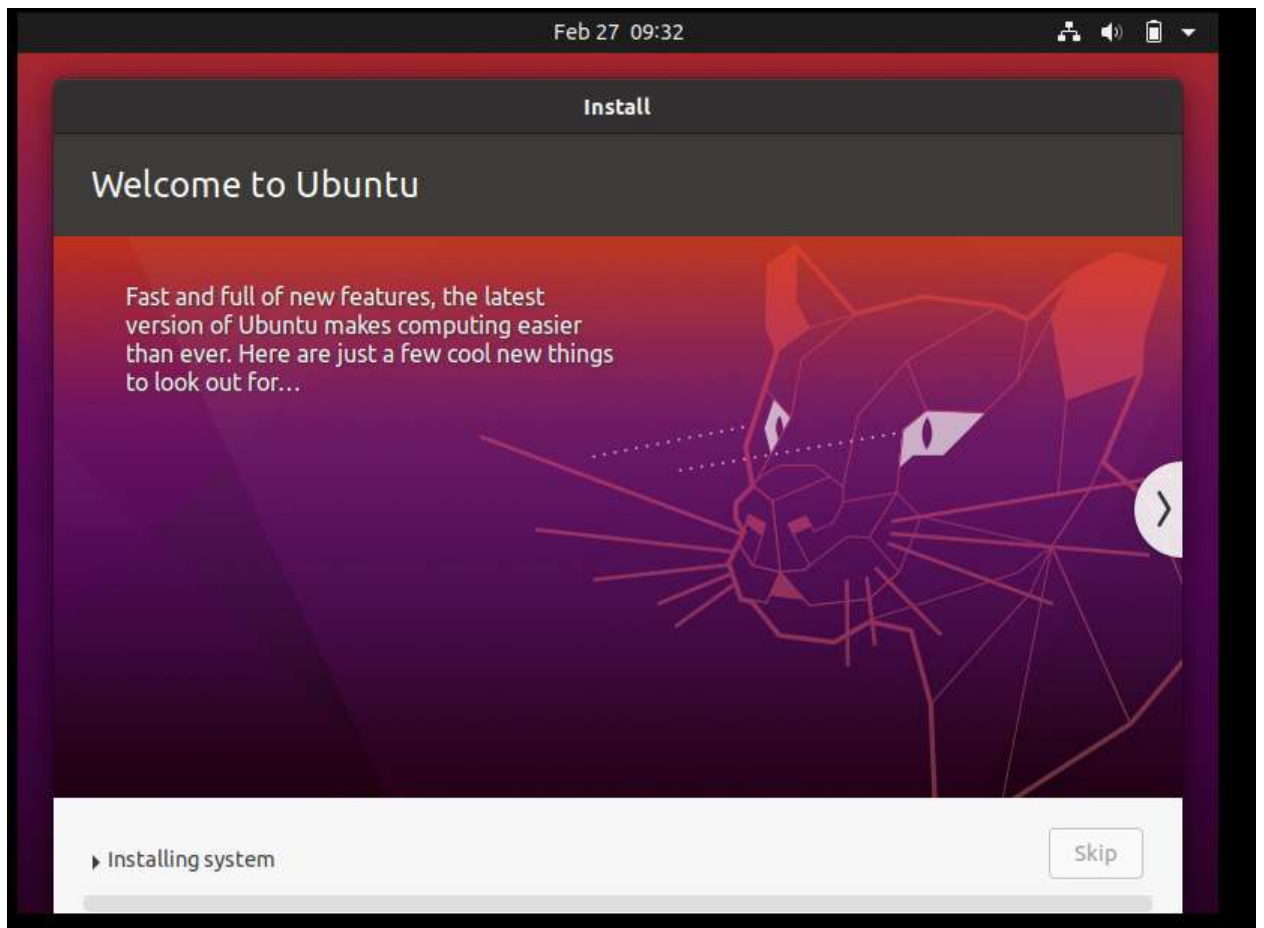 Feb 27 09:32
Install
Welcome to Ubuntu
Fast and full of new features, the latest
version of Ubuntu makes computing easier
than ever. Here are just a few cool new things
to look out for...
Installing system
Skip